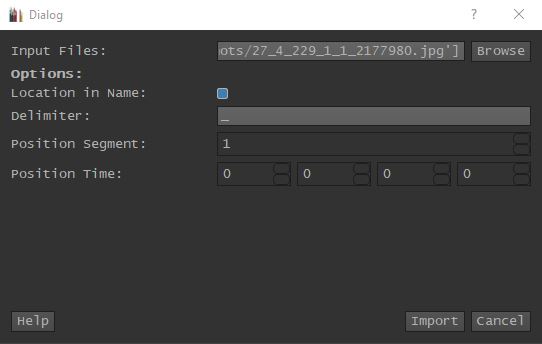 Dialog
Input Files: ots/27_4_229_1_1_2177980.jpg'] Browse
Options:
Location in Name:
Delimiter: _
Position Segment: 1
Position Time: 0 0 0 0
Help Import Cancel